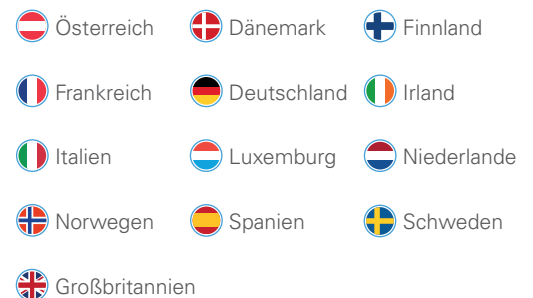 Österreich Dänemark Finnland
Frankreich Deutschland Irland
Italien Luxemburg Niederlande
Norwegen Spanien Schweden
Großbritannien